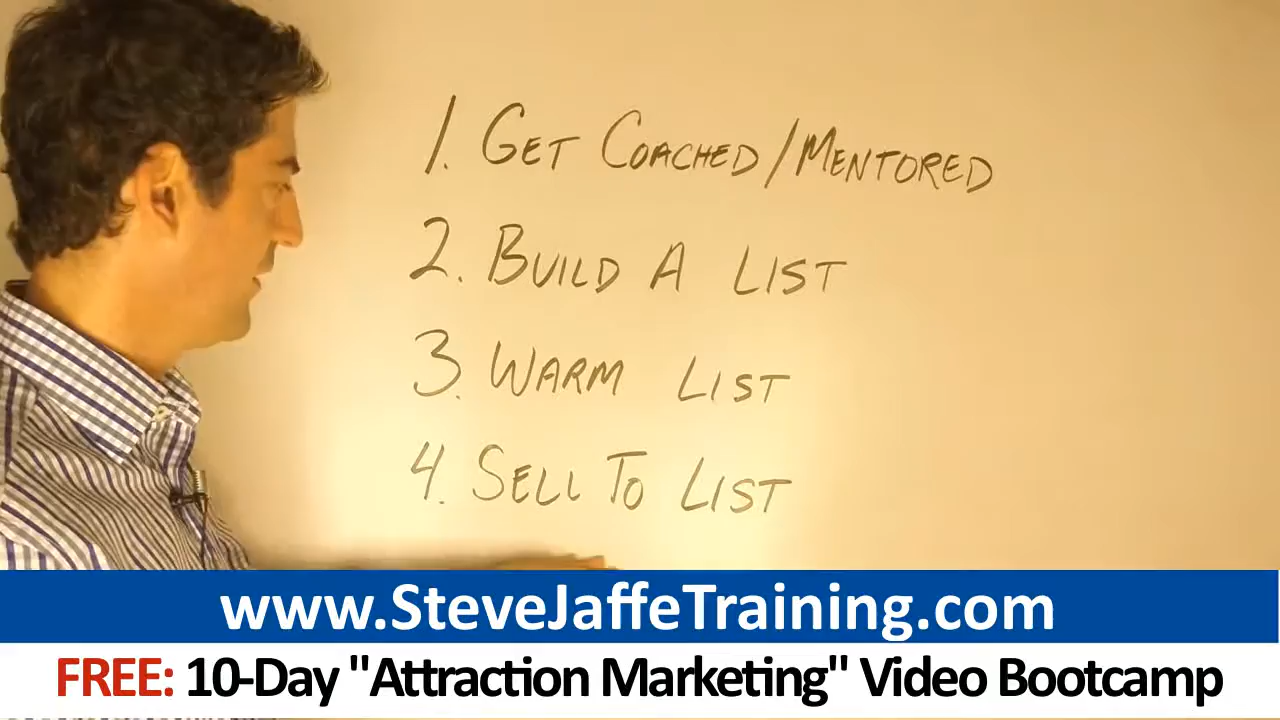 1. GET COACHED/MENTORED
2. BUILD A LIST
3. WARM LIST
4. SELL TO LIST
www.SteveJaffeTraining.com
FREE: 10-Day "Attraction Marketing" Video Bootcamp